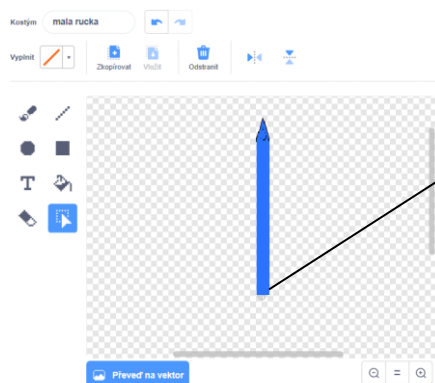 Kostým mala rucka
Vyplnit Zkopírovat Vložit Odstranit
T
Převeď na vektor